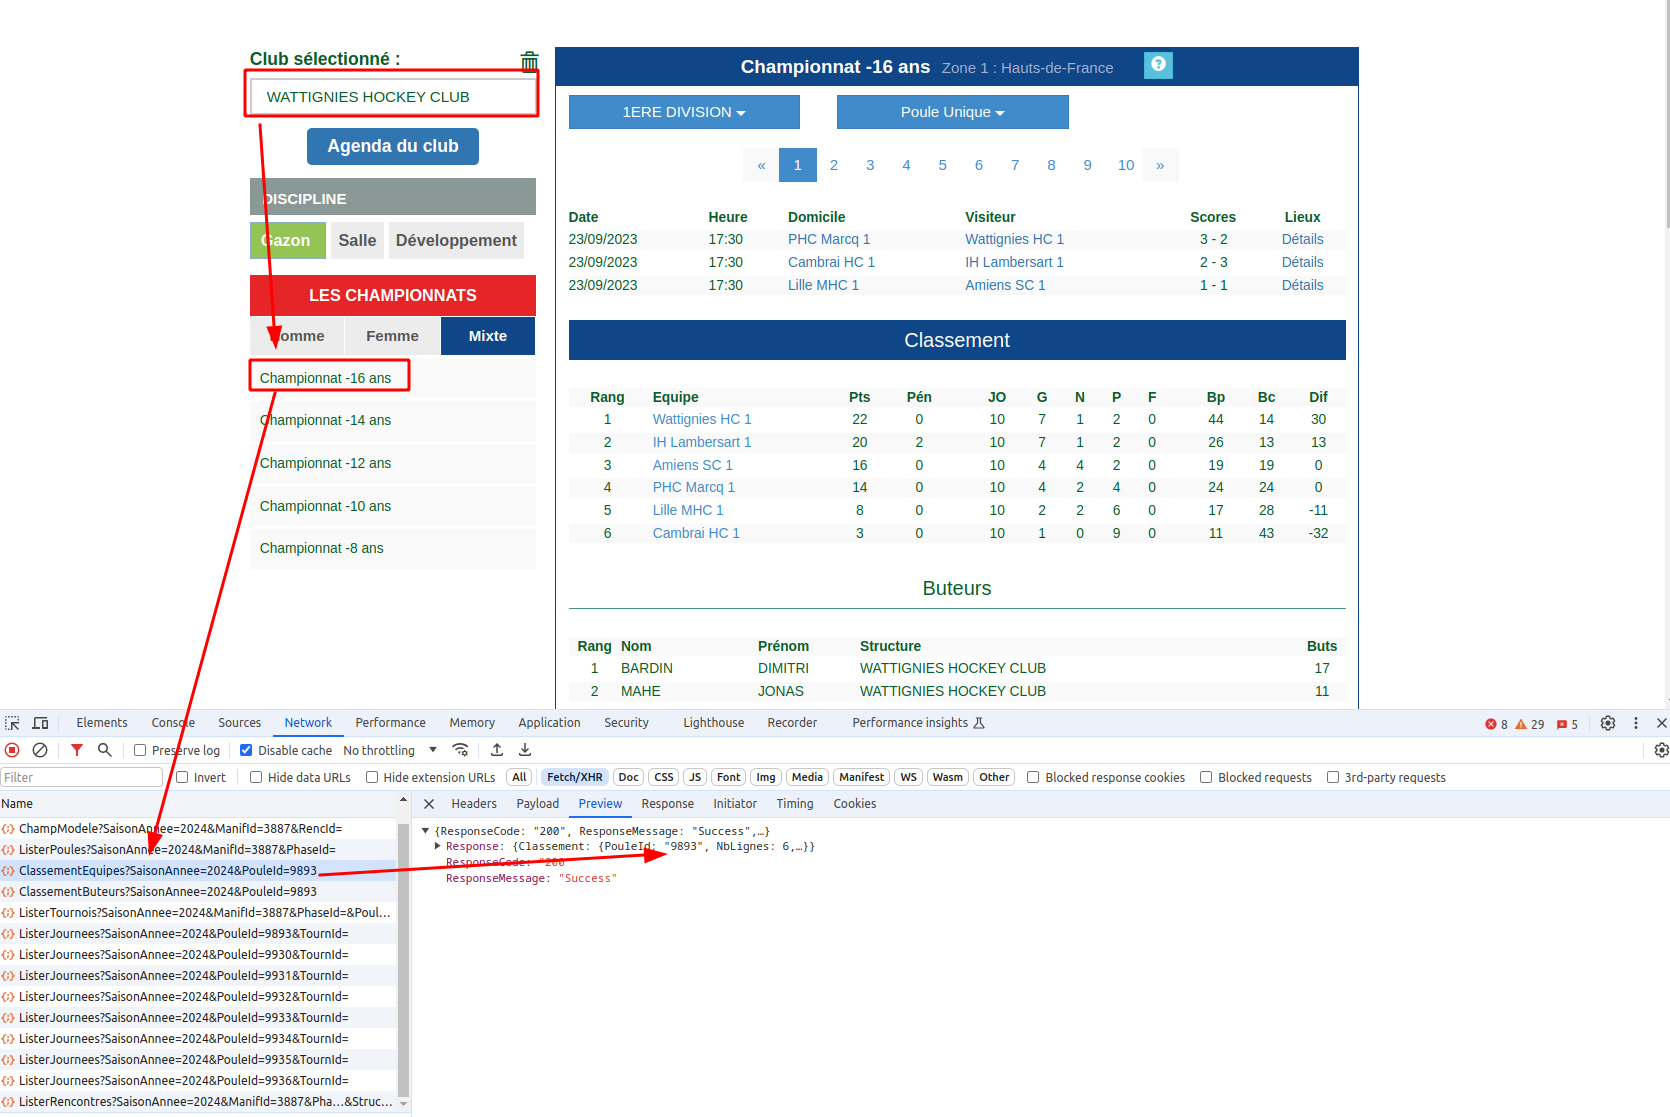 Club sélectionné :
WATTIGNIES HOCKEY CLUB
Agenda du club
DISCIPLINE
Gazon Salle Développement
LES CHAMPIONNATS
Homme Femme Mixte
Championnat -16 ans
Championnat -14 ans
Championnat -12 ans
Championnat -10 ans
Championnat -8 ans
Championnat -16 ans Zone 1 : Hauts-de-France ?
1ERE DIVISION Poule Unique
« 1 2 3 4 5 6 7 8 9 10 »
Date Heure Domicile Visiteur Scores Lieux
23/09/2023 17:30 PHC Marcq 1 Wattignies HC 1 3 - 2 Détails
23/09/2023 17:30 Cambrai HC 1 IH Lambersart 1 2 - 3 Détails
23/09/2023 17:30 Lille MHC 1 Amiens SC 1 1 - 1 Détails
Classement
Rang Equipe Pts Pén JO G N P F Bp Bc Dif
1 Wattignies HC 1 22 0 10 7 1 2 0 44 14 30
2 IH Lambersart 1 20 2 10 7 1 2 0 26 13 13
3 Amiens SC 1 16 0 10 4 4 2 0 19 19 0
4 PHC Marcq 1 14 0 10 4 2 4 0 24 24 0
5 Lille MHC 1 8 0 10 2 2 6 0 17 28 -11
6 Cambrai HC 1 3 0 10 1 0 9 0 11 43 -32
Buteurs
Rang Nom Prénom Structure Buts
1 BARDIN DIMITRI WATTIGNIES HOCKEY CLUB 17
2 MAHE JONAS WATTIGNIES HOCKEY CLUB 11
Elements Console Sources Network Performance Memory Application Security Lighthouse Recorder Performance insights 8 29 5
Preserve log Disable cache No throttling
Filter Invert Hide data URLs Hide extension URLs All Fetch/XHR Doc CSS JS Font Img Media Manifest WS Wasm Other Blocked response cookies Blocked requests 3rd-party requests
Name
ChampModele?SaisonAnnee=2024&ManifId=3887&RencId=
ListerPoules?SaisonAnnee=2024&ManifId=3887&PhaseId=
ClassementEquipes?SaisonAnnee=2024&PouleId=9893
ClassementButeurs?SaisonAnnee=2024&PouleId=9893
ListerTournois?SaisonAnnee=2024&ManifId=3887&PhaseId=&Poul...
ListerJournees?SaisonAnnee=2024&PouleId=9893&TournId=
ListerJournees?SaisonAnnee=2024&PouleId=9930&TournId=
ListerJournees?SaisonAnnee=2024&PouleId=9931&TournId=
ListerJournees?SaisonAnnee=2024&PouleId=9932&TournId=
ListerJournees?SaisonAnnee=2024&PouleId=9933&TournId=
ListerJournees?SaisonAnnee=2024&PouleId=9934&TournId=
ListerJournees?SaisonAnnee=2024&PouleId=9935&TournId=
ListerJournees?SaisonAnnee=2024&PouleId=9936&TournId=
ListerRencontres?SaisonAnnee=2024&ManifId=3887&Pha...&Struc...
Headers Payload Preview Response Initiator Timing Cookies
{ResponseCode: "200", ResponseMessage: "Success",…}
Response: {Classement: {PouleId: "9893", NbLignes: 6,…}}
ResponseCode: "200"
ResponseMessage: "Success"